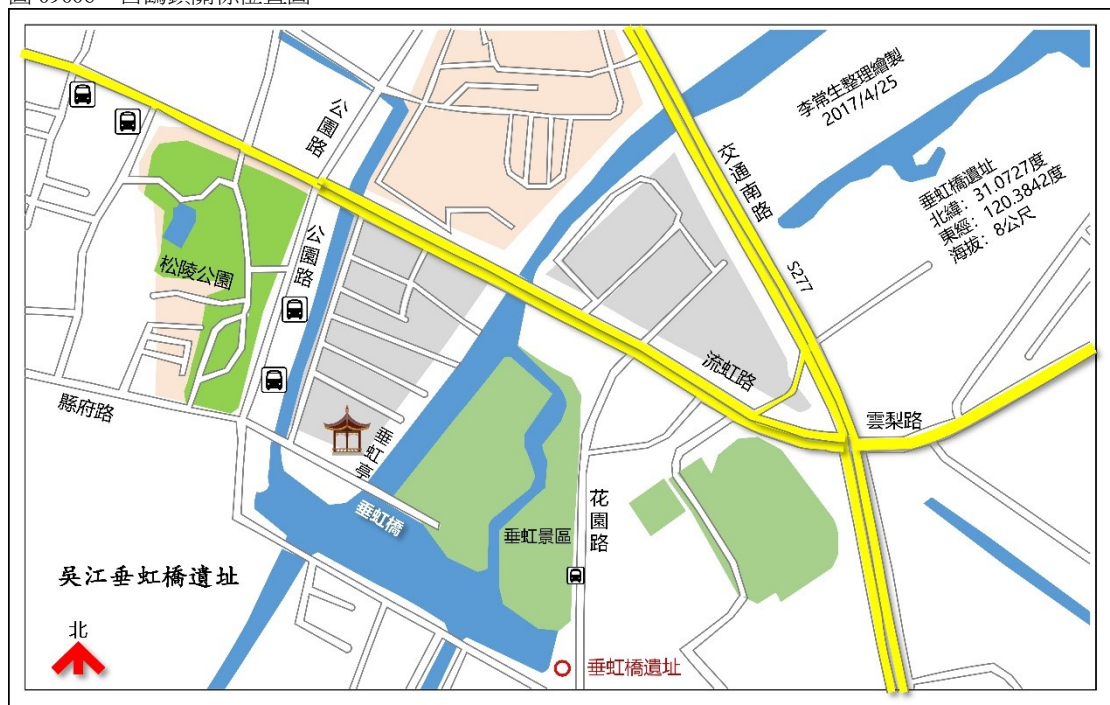 李常生整理繪製
2017/4/25
公園路
交通南路
垂虹橋遺址
北緯：31.0727度
東經：120.3842度
海拔：8公尺
公園路
松陵公園
S277
流虹路
縣府路
雲梨路
垂虹亭
垂虹橋
花園路
垂虹景區
吳江垂虹橋遺址
北
垂虹橋遺址